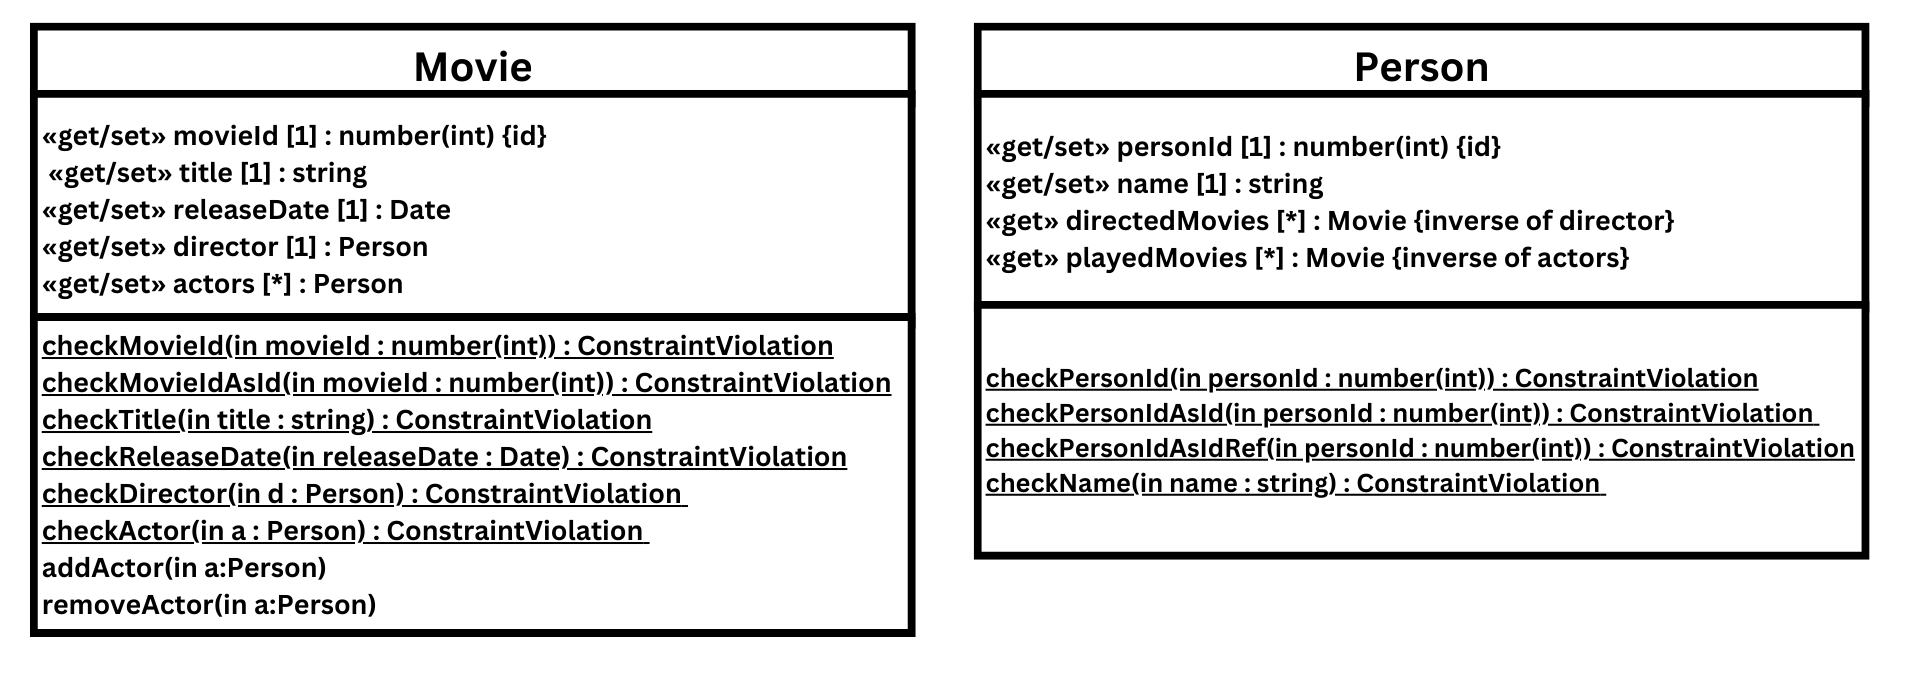 Movie
«get/set» movieId [1] : number(int) {id}
«get/set» title [1] : string
«get/set» releaseDate [1] : Date
«get/set» director [1] : Person
«get/set» actors [*] : Person
checkMovieId(in movieId : number(int)) : ConstraintViolation
checkMovieIdAsId(in movieId : number(int)) : ConstraintViolation
checkTitle(in title : string) : ConstraintViolation
checkReleaseDate(in releaseDate : Date) : ConstraintViolation
checkDirector(in d : Person) : ConstraintViolation
checkActor(in a : Person) : ConstraintViolation
addActor(in a:Person)
removeActor(in a:Person)
Person
«get/set» personId [1] : number(int) {id}
«get/set» name [1] : string
«get» directedMovies [*] : Movie {inverse of director}
«get» playedMovies [*] : Movie {inverse of actors}
checkPersonId(in personId : number(int)) : ConstraintViolation
checkPersonIdAsId(in personId : number(int)) : ConstraintViolation
checkPersonIdAsIdRef(in personId : number(int)) : ConstraintViolation
checkName(in name : string) : ConstraintViolation